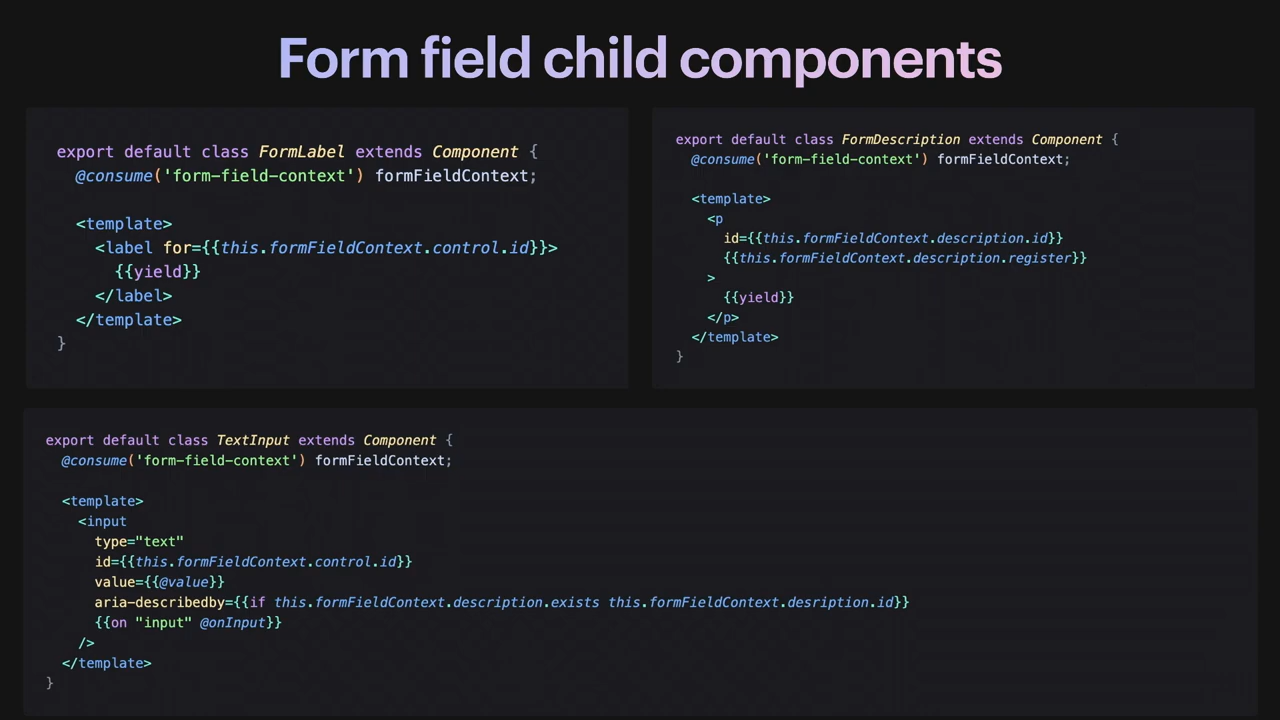 Form field child components
export default class FormLabel extends Component {
@consume('form-field-context') formFieldContext;
<template>
<label for={{this.formFieldContext.control.id}}>
{{yield}}
</label>
</template>
}
export default class FormDescription extends Component {
@consume('form-field-context') formFieldContext;
<template>
<p
id={{this.formFieldContext.description.id}}
{{this.formFieldContext.description.register}}
>
{{yield}}
</p>
</template>
}
export default class TextInput extends Component {
@consume('form-field-context') formFieldContext;
<template>
<input
type="text"
id={{this.formFieldContext.control.id}}
value={{@value}}
aria-describedby={{if this.formFieldContext.description.exists this.formFieldContext.desription.id}}
{{on "input" @onInput}}
/>
</template>
}